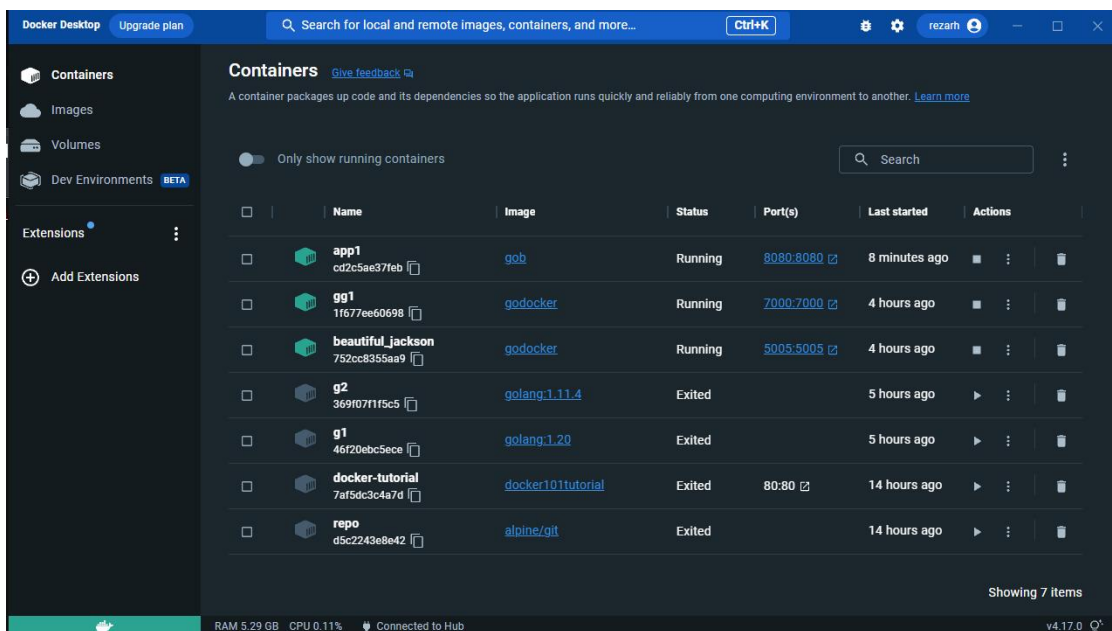 Docker Desktop Upgrade plan Search for local and remote images, containers, and more... Ctrl+K rezarh
Containers
Images
Volumes
Dev Environments BETA
Extensions
Add Extensions
Containers Give feedback
A container packages up code and its dependencies so the application runs quickly and reliably from one computing environment to another. Learn more
Only show running containers Search
Name Image Status Port(s) Last started Actions
app1 gob Running 8080:8080 8 minutes ago
cd2c5ae37feb
gg1 godocker Running 7000:7000 4 hours ago
1f677ee60698
beautiful_jackson godocker Running 5005:5005 4 hours ago
752cc8355aa9
g2 golang:1.11.4 Exited 5 hours ago
369f07f1f5c5
g1 golang:1.20 Exited 5 hours ago
46f20ebc5ece
docker-tutorial docker101tutorial Exited 80:80 14 hours ago
7af5dc3c4a7d
repo alpine/git Exited 14 hours ago
d5c2243e8e42
Showing 7 items
RAM 5.29 GB CPU 0.11% Connected to Hub v4.17.0